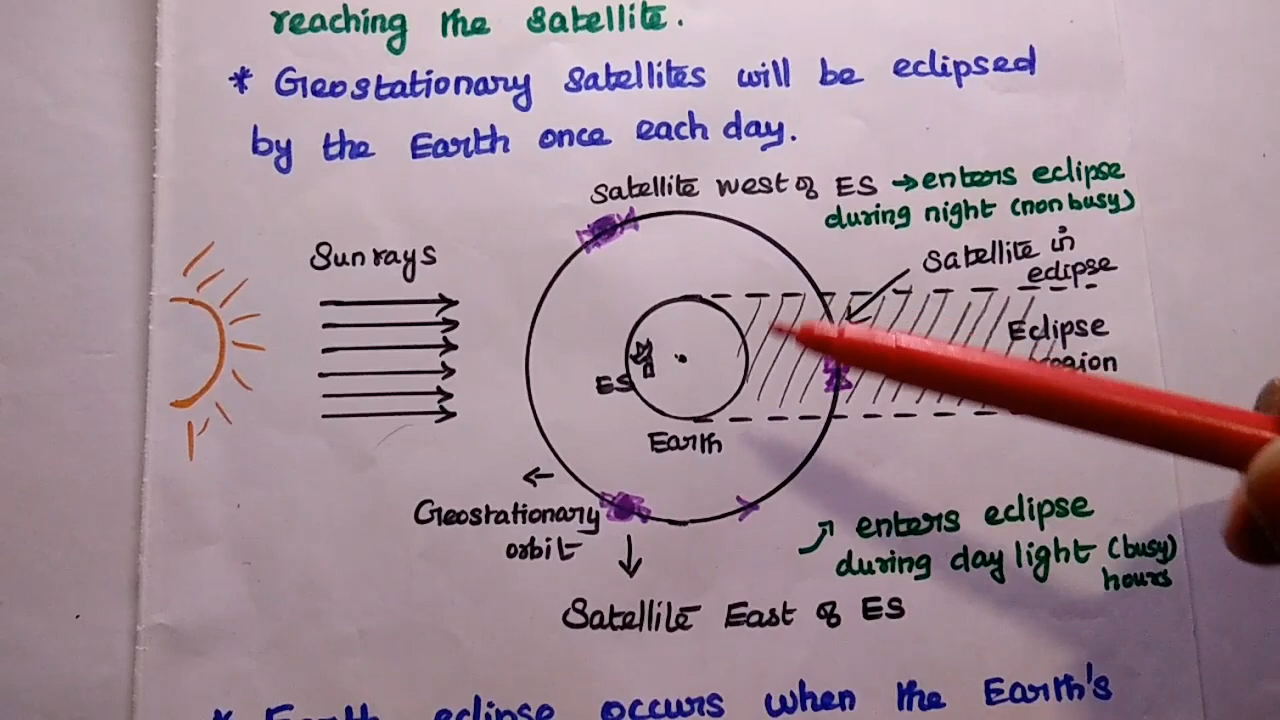 reaching the satellite.
* Geostationary satellites will be eclipsed
by the Earth once each day.
Satellite west of ES → enters eclipse
during night (non busy)
Sun rays
Satellite in
eclipse
Eclipse
ES
Earth
Geostationary
orbit
enters eclipse
during day light (busy)
hours
Satellite East of ES
* Earth eclipse occurs when the Earth's